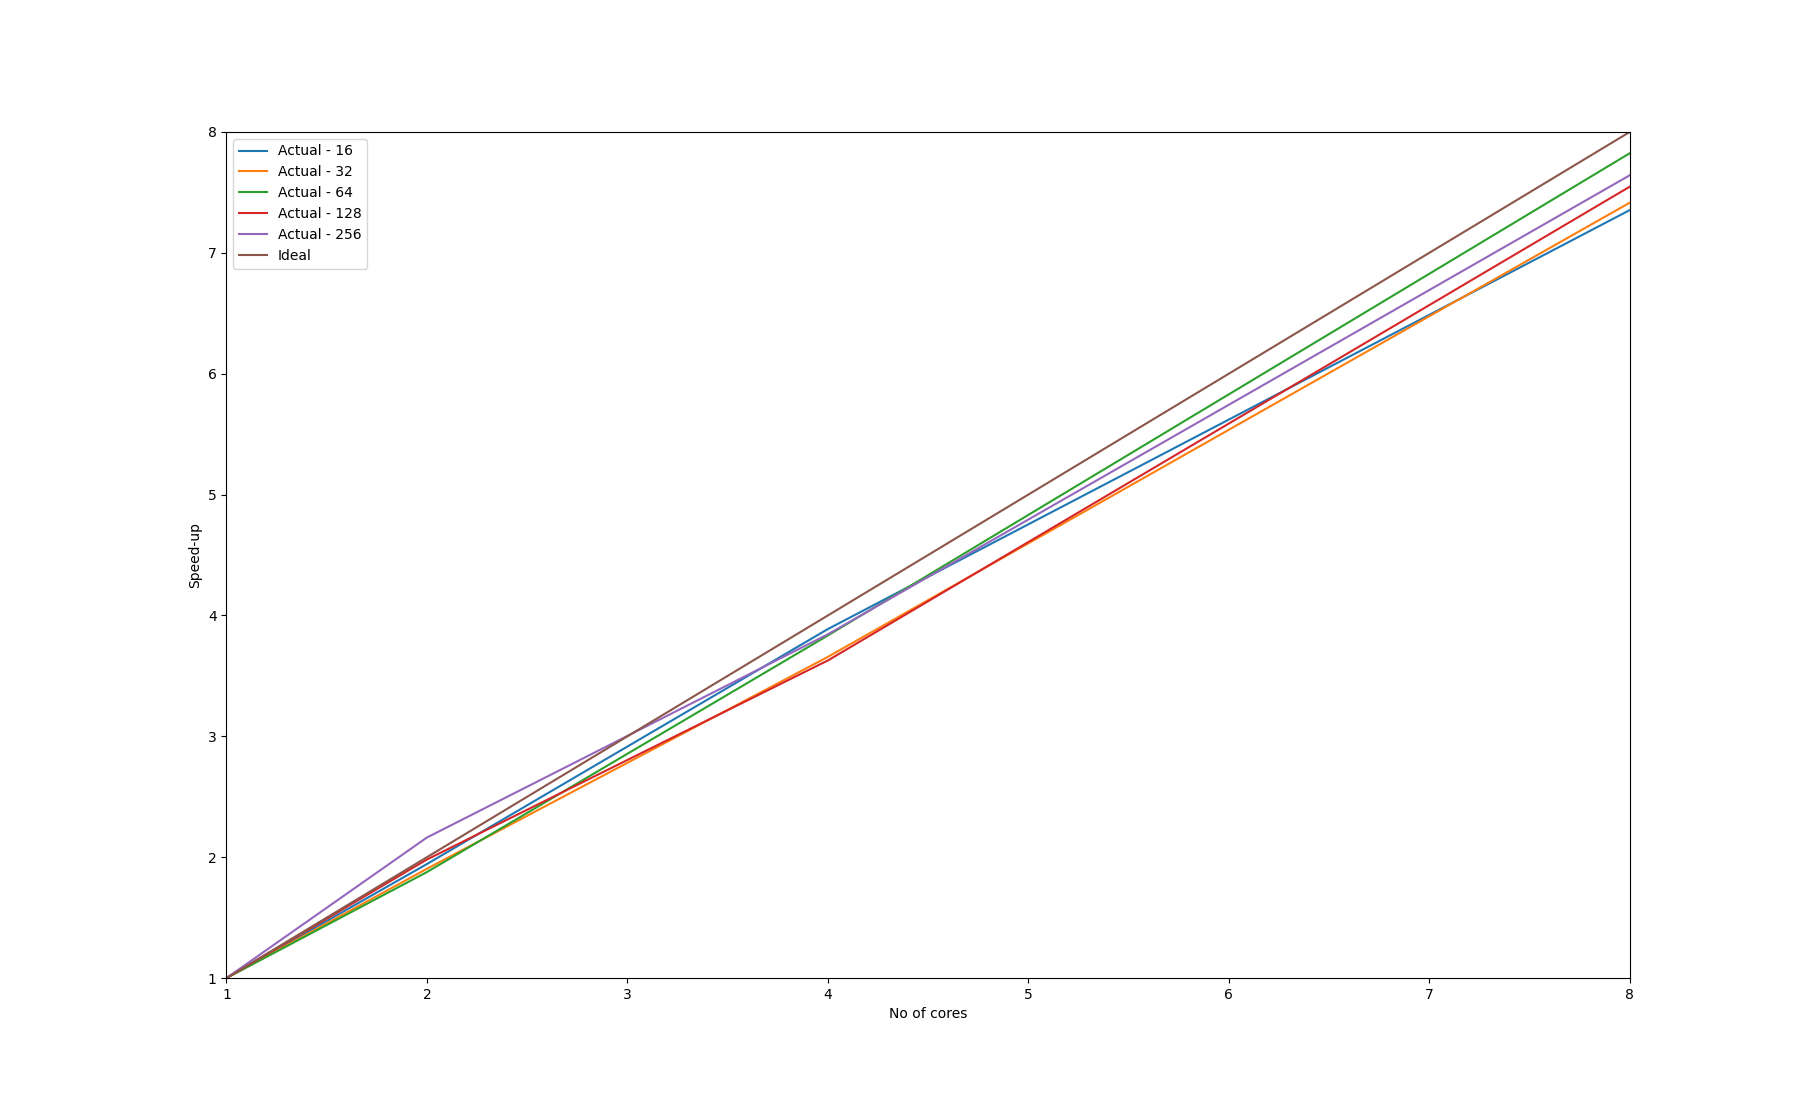 8
7
6
5
4
3
2
1
Speed-up
Actual - 16
Actual - 32
Actual - 64
Actual - 128
Actual - 256
Ideal
1 2 3 4 5 6 7 8
No of cores